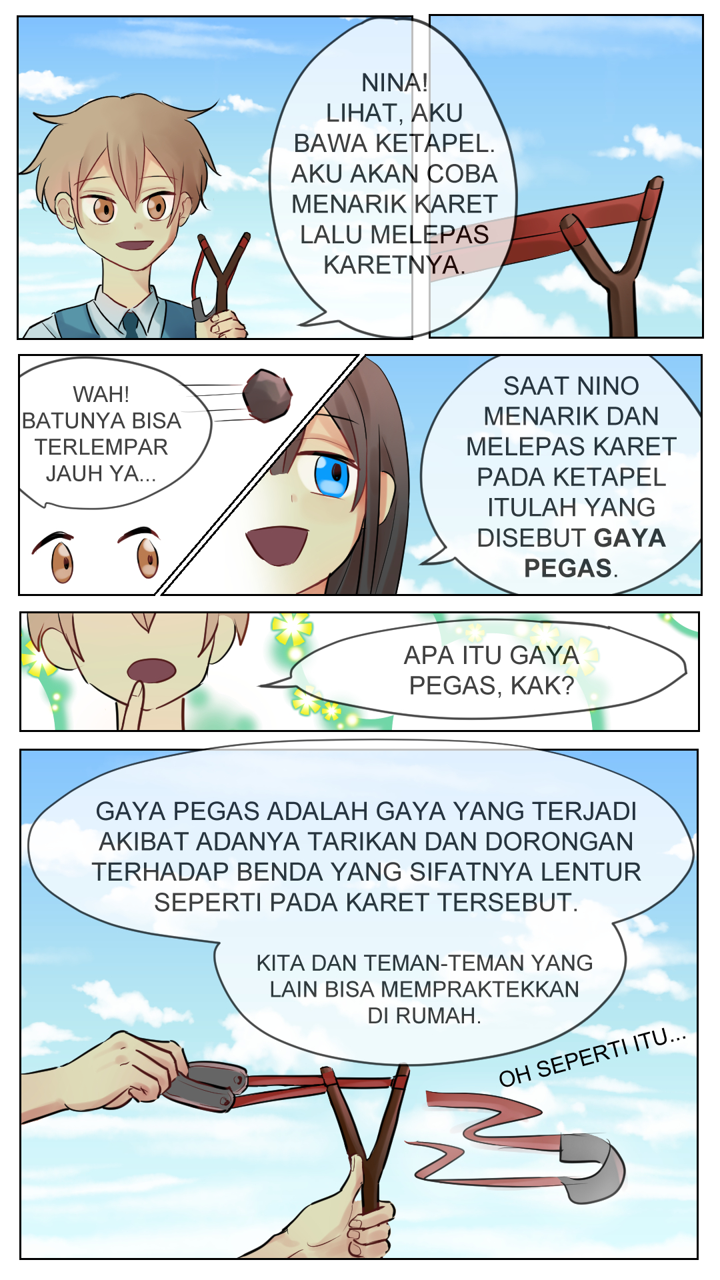 NINA!
LIHAT, AKU
BAWA KETAPEL.
AKU AKAN COBA
MENARIK KARET
LALU MELEPAS
KARETNYA.
WAH!
BATUNYA BISA
TERLEMPAR
JAUH YA...
SAAT NINO
MENARIK DAN
MELEPAS KARET
PADA KETAPEL
ITULAH YANG
DISEBUT GAYA
PEGAS.
APA ITU GAYA
PEGAS, KAK?
GAYA PEGAS ADALAH GAYA YANG TERJADI
AKIBAT ADANYA TARIKAN DAN DORONGAN
TERHADAP BENDA YANG SIFATNYA LENTUR
SEPERTI PADA KARET TERSEBUT.
KITA DAN TEMAN-TEMAN YANG
LAIN BISA MEMPRAKTEKKAN
DI RUMAH.
OH SEPERTI ITU...